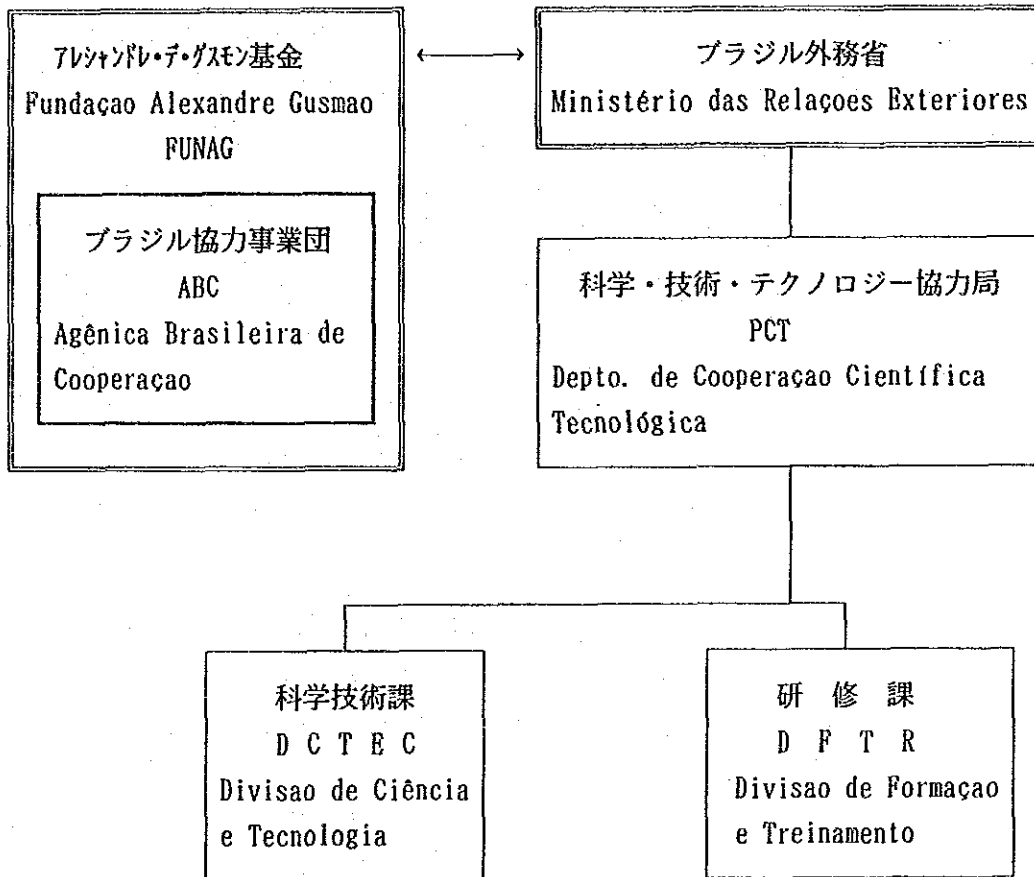 アレシャンドレ・デ・グスモン基金
Fundaçao Alexandre Gusmao
FUNAG
ブラジル協力事業団
ABC
Agênica Brasileira de
Cooperaçao
ブラジル外務省
Ministério das Relaçoes Exteriores
科学・技術・テクノロジー協力局
PCT
Depto. de Cooperaçao Científica
Tecnológica
科学技術課
D C T E C
Divisao de Ciência
e Tecnologia
研 修 課
D F T R
Divisao de Formaçao
e Treinamento